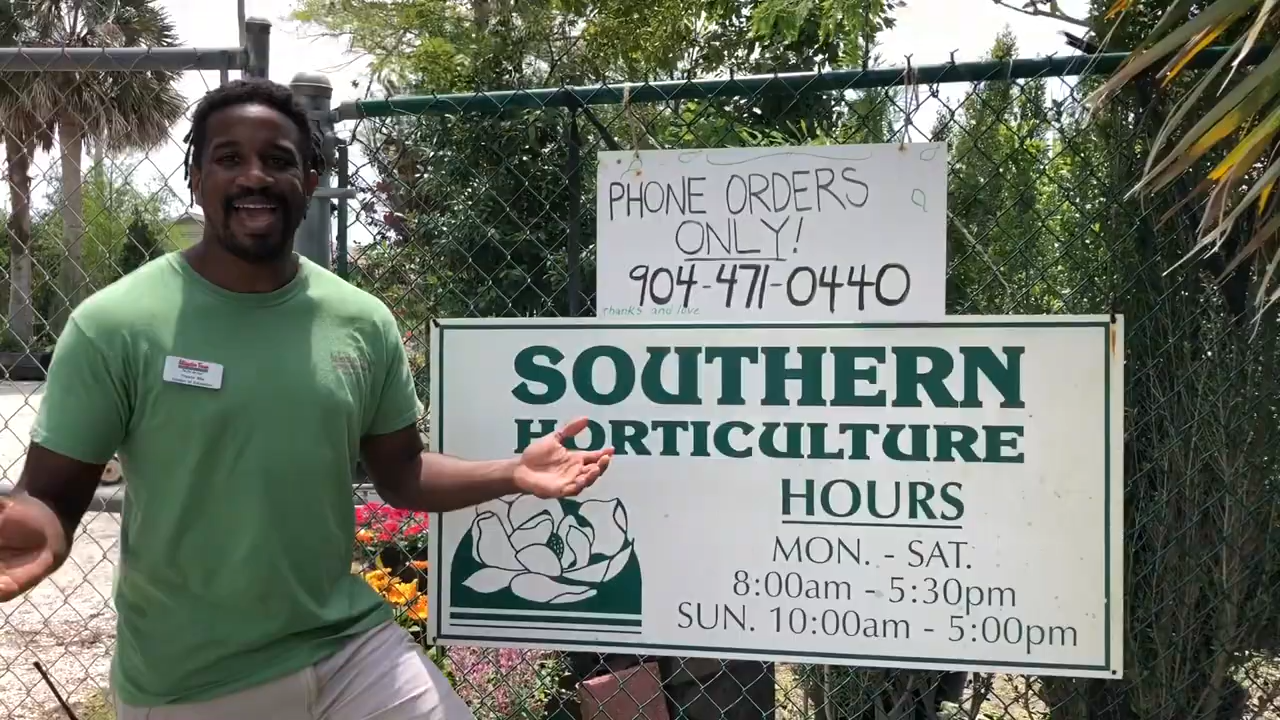 PHONE ORDERS
ONLY!
904-471-0440
thanks and love
SOUTHERN
HORTICULTURE
HOURS
MON. - SAT.
8:00am - 5:30pm
SUN. 10:00am - 5:00pm